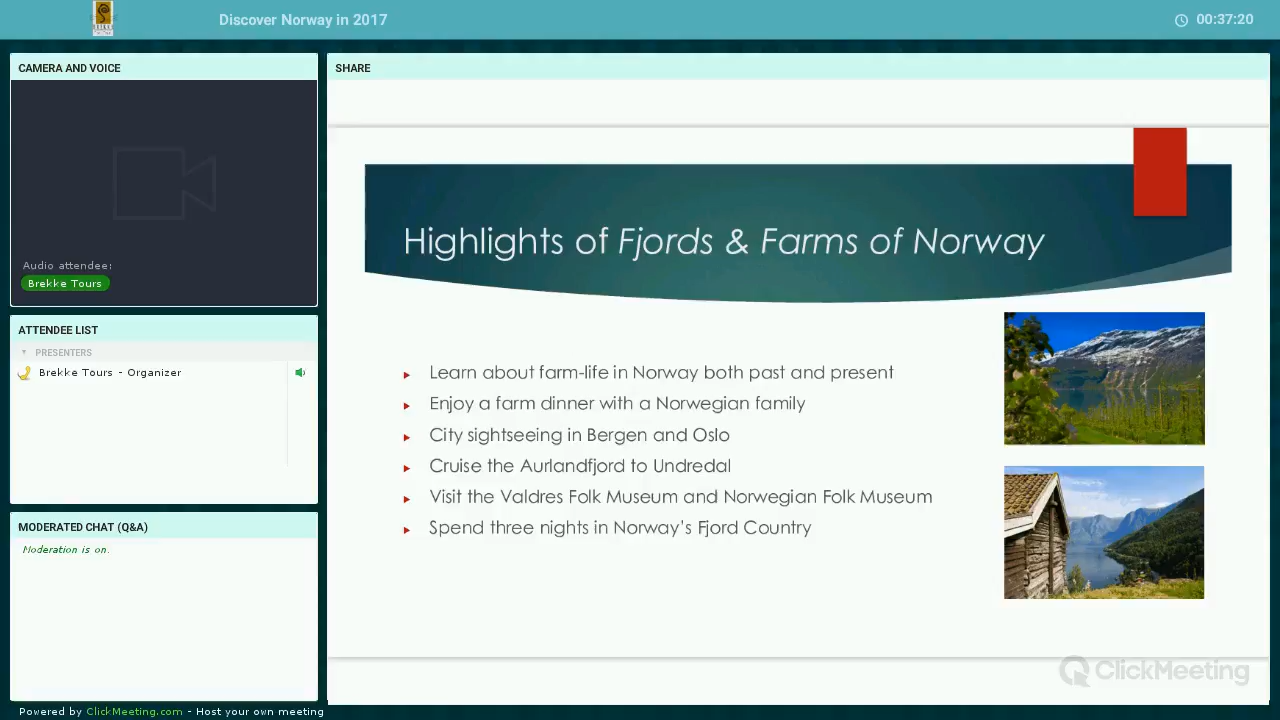 Discover Norway in 2017
00:37:20
CAMERA AND VOICE
Audio attendee:
Brekke Tours
ATTENDEE LIST
PRESENTERS
Brekke Tours - Organizer
MODERATED CHAT (Q&A)
Moderation is on.
SHARE
Highlights of Fjords & Farms of Norway
Learn about farm-life in Norway both past and present
Enjoy a farm dinner with a Norwegian family
City sightseeing in Bergen and Oslo
Cruise the Aurlandfjord to Undredal
Visit the Valdres Folk Museum and Norwegian Folk Museum
Spend three nights in Norway's Fjord Country
ClickMeeting
Powered by ClickMeeting.com - Host your own meeting